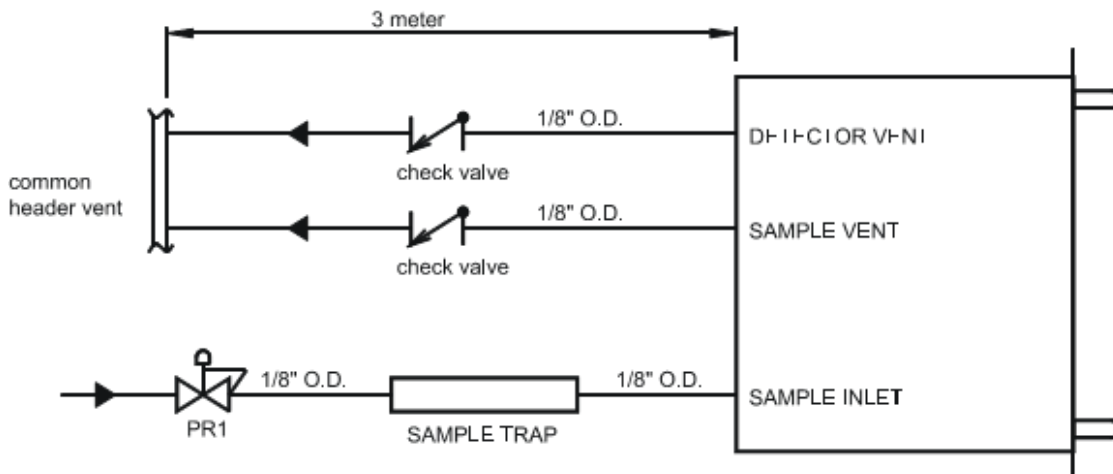 3 meter
1/8" O.D.
check valve
common
header vent
1/8" O.D.
SAMPLE VENT
check valve
1/8" O.D.
1/8" O.D.
SAMPLE INLET
PR1
SAMPLE TRAP